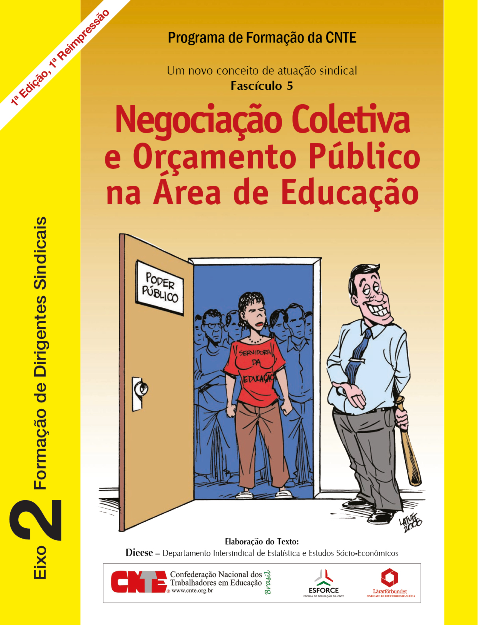 1ª Edição, 1ª Reimpressão
Programa de Formação da CNTE
Um novo conceito de atuação sindical
Fascículo 5
Negociação Coletiva
e Orçamento Público
na Área de Educação
PODER
PÚBLICO
SERVIDORES
DA
EDUCAÇÃO
Eixo 2 Formação de Dirigentes Sindicais
2006
Elaboração do Texto:
Dieese – Departamento Intersindical de Estatística e Estudos Sócio-Econômicos
CNTE
Confederação Nacional dos
Trabalhadores em Educação
www.cnte.org.br
Brasil
ESFORCE
Lärarförbundet